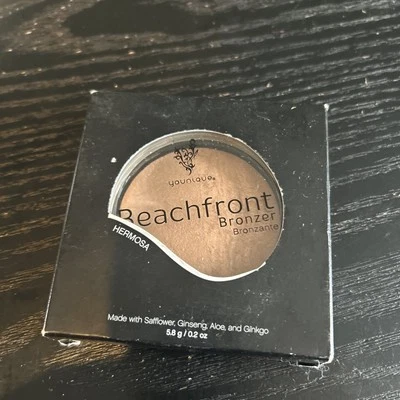 younique®
Beachfront
Bronzer
Bronzante
HERMOSA
Made with Safflower, Ginseng, Aloe, and Ginkgo
5.8 g / 0.2 oz